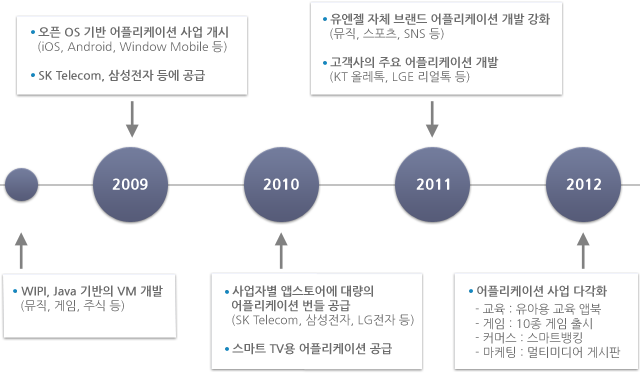 • 오픈 OS 기반 어플리케이션 사업 개시
(iOS, Android, Window Mobile 등)
• SK Telecom, 삼성전자 등에 공급
• 유엔젤 자체 브랜드 어플리케이션 개발 강화
(뮤직, 스포츠, SNS 등)
• 고객사의 주요 어플리케이션 개발
(KT 올레톡, LGE 리얼톡 등)
2009
2010
2011
2012
• WIPI, Java 기반의 VM 개발
(뮤직, 게임, 주식 등)
• 사업자별 앱스토어에 대량의
어플리케이션 번들 공급
(SK Telecom, 삼성전자, LG전자 등)
• 스마트 TV용 어플리케이션 공급
• 어플리케이션 사업 다각화
- 교육 : 유아용 교육 앱북
- 게임 : 10종 게임 출시
- 커머스 : 스마트뱅킹
- 마케팅 : 멀티미디어 게시판